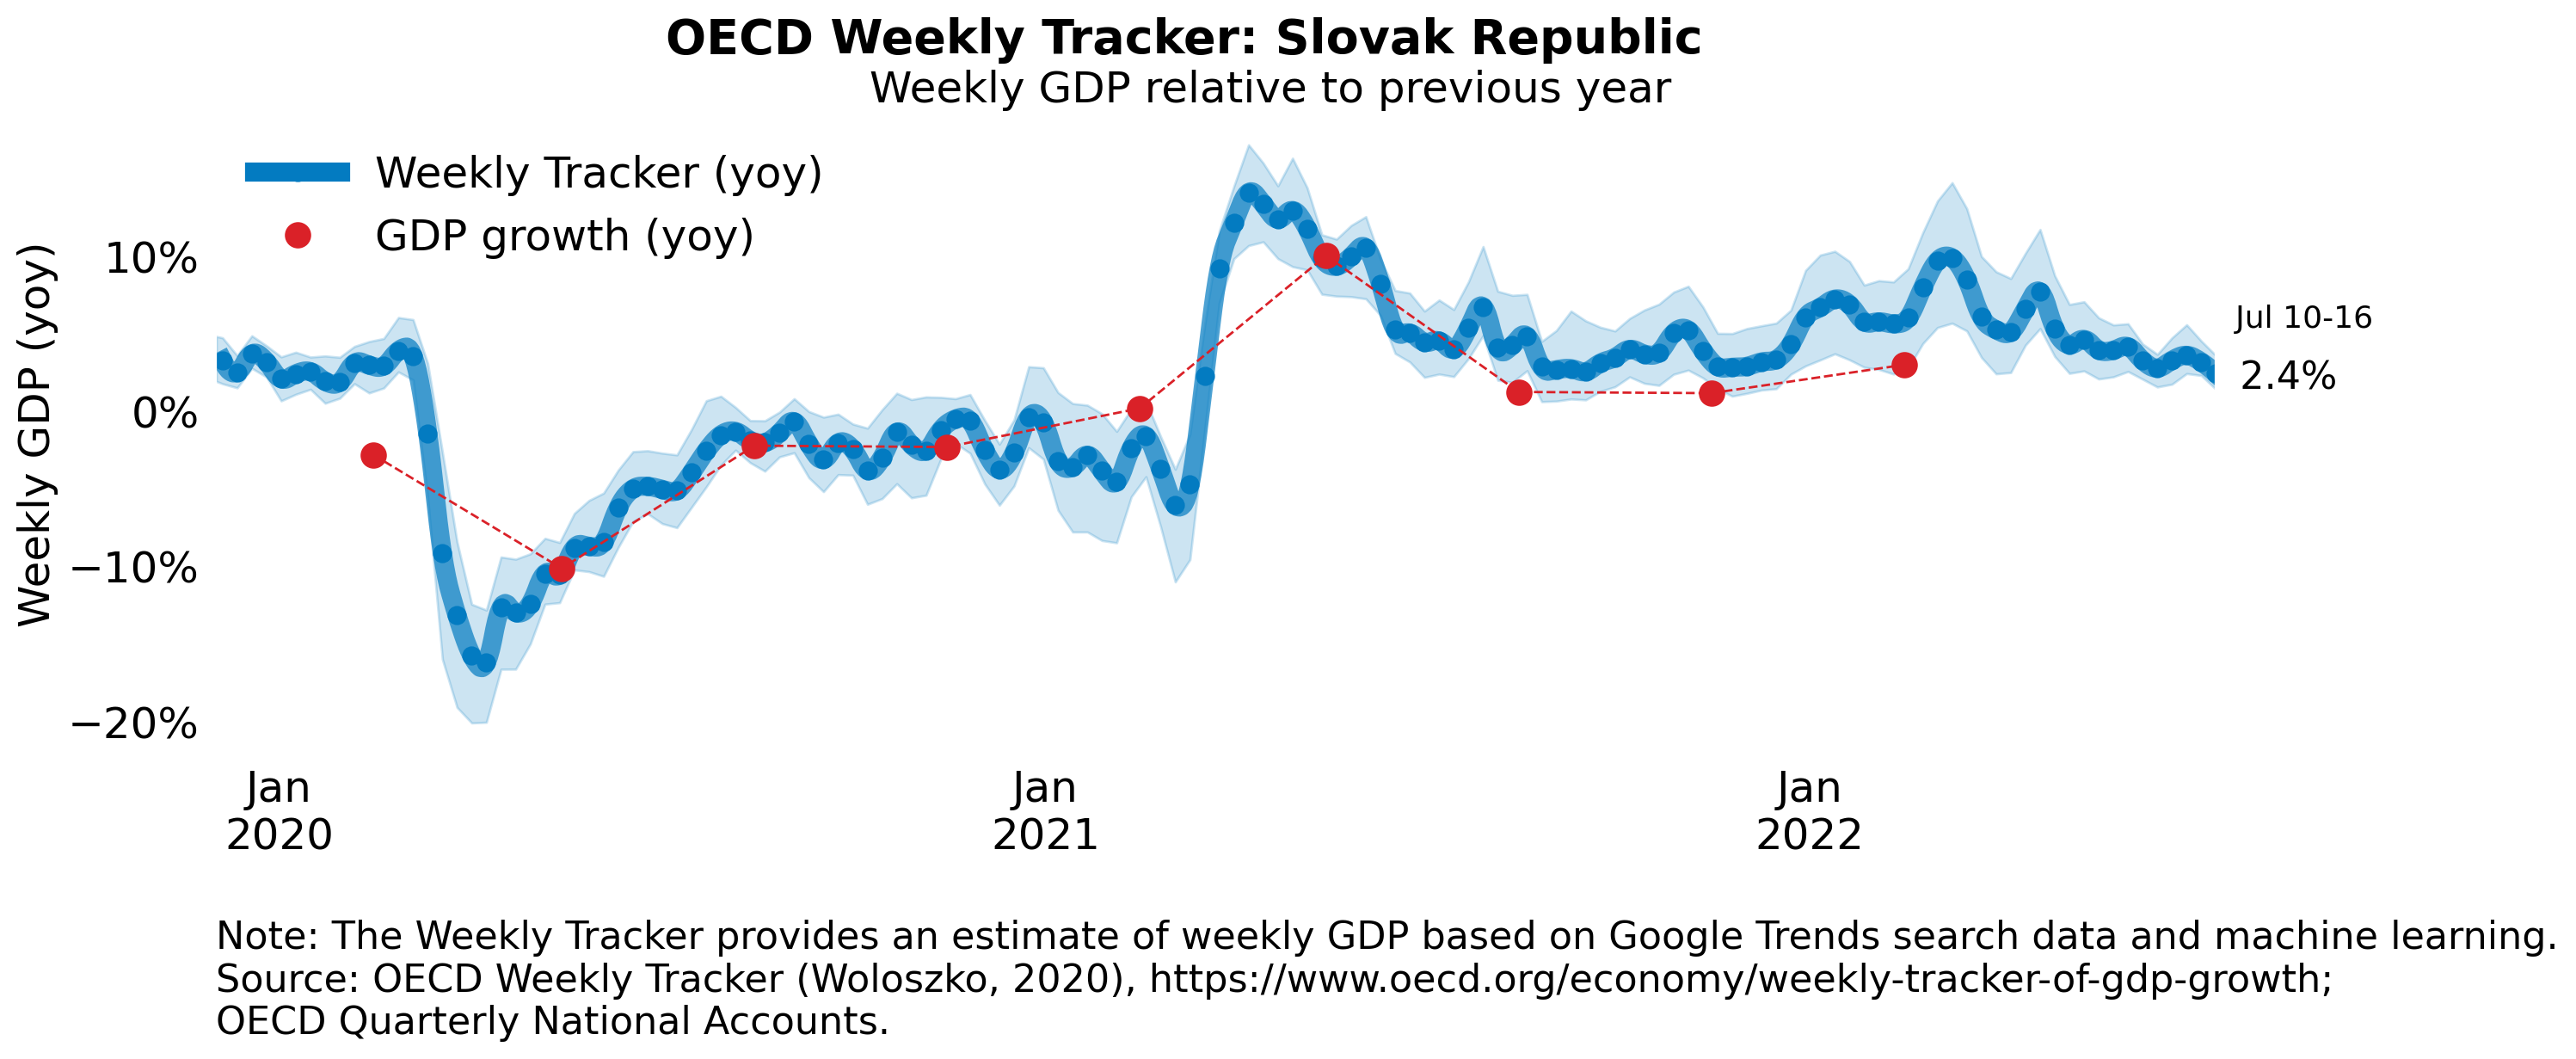 OECD Weekly Tracker: Slovak Republic
Weekly GDP relative to previous year
Weekly Tracker (yoy)
GDP growth (yoy)
Weekly GDP (yoy)
10%
0%
−10%
−20%
Jul 10-16
2.4%
Jan
2020
Jan
2021
Jan
2022
Note: The Weekly Tracker provides an estimate of weekly GDP based on Google Trends search data and machine learning.
Source: OECD Weekly Tracker (Woloszko, 2020), https://www.oecd.org/economy/weekly-tracker-of-gdp-growth;
OECD Quarterly National Accounts.